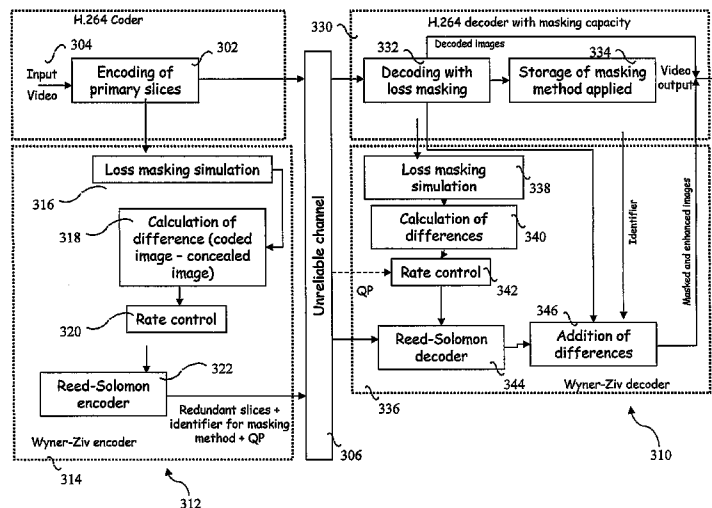 H.264 Coder
304
302
Input
Video
Encoding of
primary slices
330
H.264 decoder with masking capacity
332
Decoded images
334
Decoding with
loss masking
Storage of masking
method applied
Video
output
Loss masking simulation
316
318
Calculation of
difference (coded
image – concealed
image)
320
Rate control
322
Reed-Solomon
encoder
Redundant slices +
identifier for masking
method + QP
Wyner-Ziv encoder
314
312
Unreliable channel
306
Loss masking
simulation
338
Calculation of
differences
340
QP
Rate control
342
Reed-Solomon
decoder
344
346
Addition of
differences
Identifier
Masked and enhanced images
336
Wyner-Ziv decoder
310